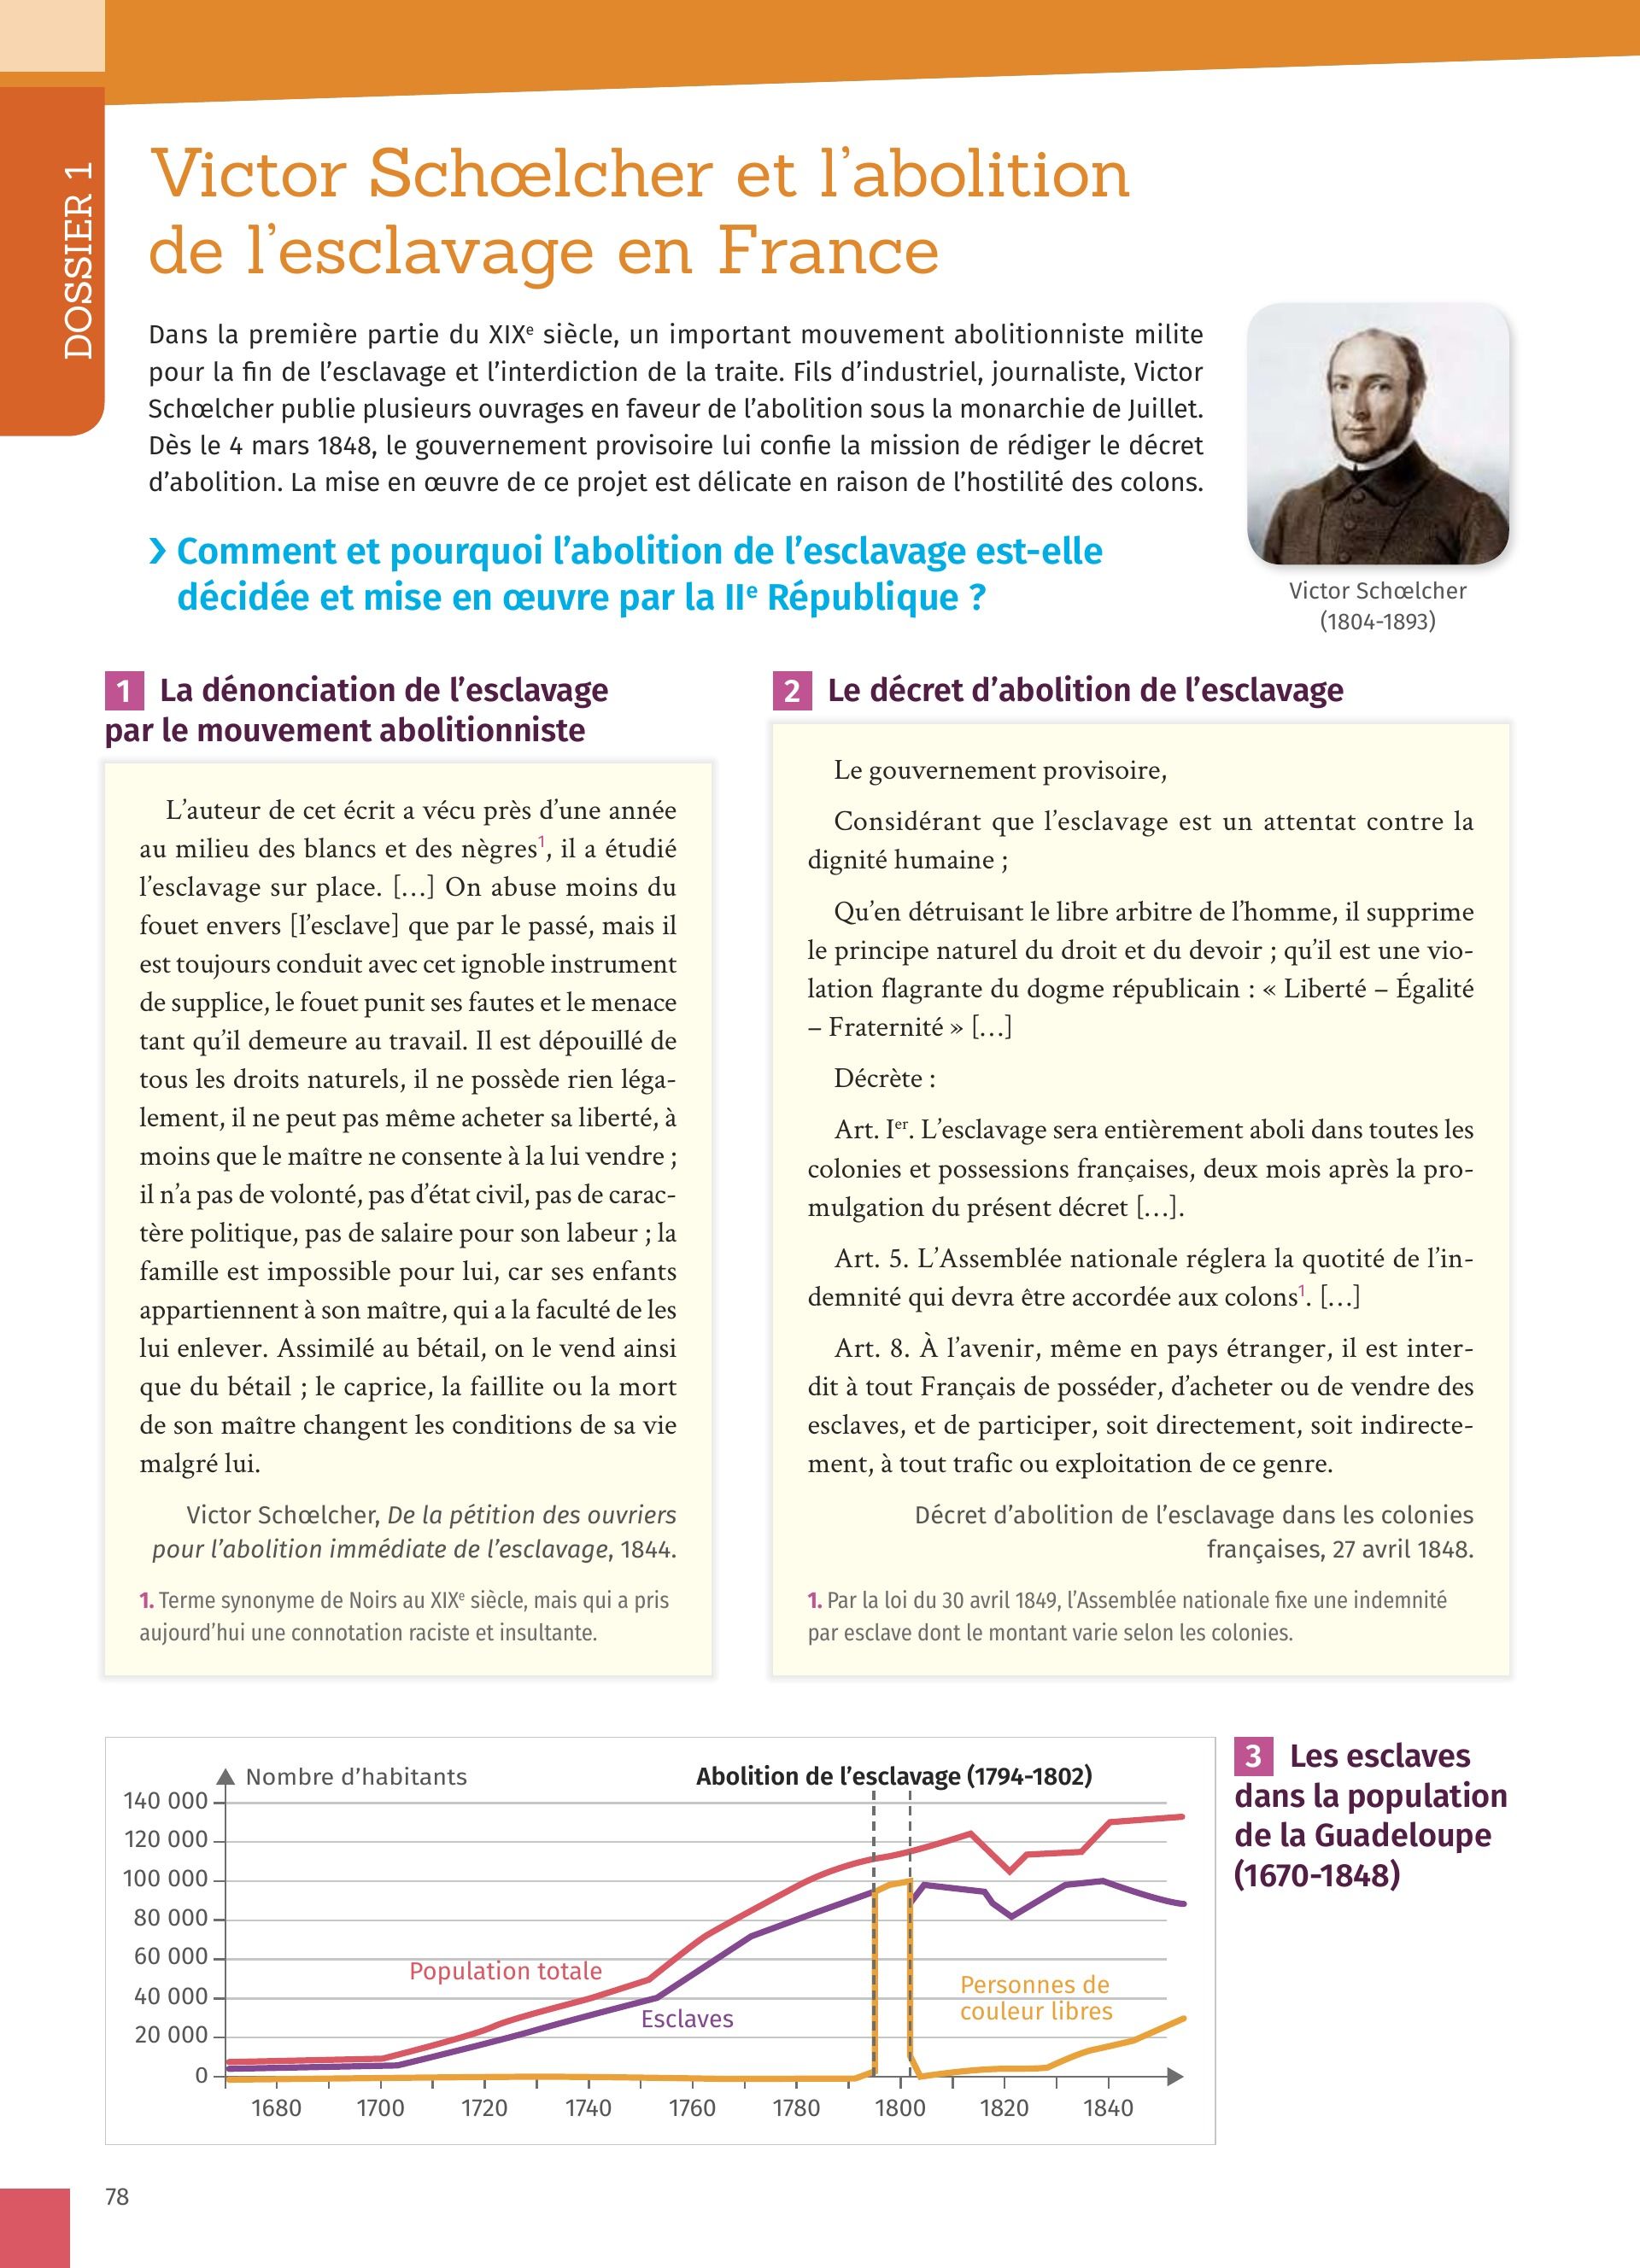 DOSSIER 1
Victor Schœlcher et l’abolition
de l’esclavage en France
Dans la première partie du XIXe siècle, un important mouvement abolitionniste milite
pour la fin de l’esclavage et l’interdiction de la traite. Fils d’industriel, journaliste, Victor
Schœlcher publie plusieurs ouvrages en faveur de l’abolition sous la monarchie de Juillet.
Dès le 4 mars 1848, le gouvernement provisoire lui confie la mission de rédiger le décret
d’abolition. La mise en œuvre de ce projet est délicate en raison de l’hostilité des colons.
› Comment et pourquoi l’abolition de l’esclavage est-elle
décidée et mise en œuvre par la IIe République ?
Victor Schœlcher
(1804-1893)
1 La dénonciation de l’esclavage
par le mouvement abolitionniste
L’auteur de cet écrit a vécu près d’une année
au milieu des blancs et des nègres1, il a étudié
l’esclavage sur place. […] On abuse moins du
fouet envers [l’esclave] que par le passé, mais il
est toujours conduit avec cet ignoble instrument
de supplice, le fouet punit ses fautes et le menace
tant qu’il demeure au travail. Il est dépouillé de
tous les droits naturels, il ne possède rien léga-
lement, il ne peut pas même acheter sa liberté, à
moins que le maître ne consente à la lui vendre ;
il n’a pas de volonté, pas d’état civil, pas de carac-
tère politique, pas de salaire pour son labeur ; la
famille est impossible pour lui, car ses enfants
appartiennent à son maître, qui a la faculté de les
lui enlever. Assimilé au bétail, on le vend ainsi
que du bétail ; le caprice, la faillite ou la mort
de son maître changent les conditions de sa vie
malgré lui.
Victor Schœlcher, De la pétition des ouvriers
pour l’abolition immédiate de l’esclavage, 1844.
1. Terme synonyme de Noirs au XIXe siècle, mais qui a pris
aujourd’hui une connotation raciste et insultante.
2 Le décret d’abolition de l’esclavage
Le gouvernement provisoire,
Considérant que l’esclavage est un attentat contre la
dignité humaine ;
Qu’en détruisant le libre arbitre de l’homme, il supprime
le principe naturel du droit et du devoir ; qu’il est une vio-
lation flagrante du dogme républicain : « Liberté – Égalité
– Fraternité » […]
Décrète :
Art. Ier. L’esclavage sera entièrement aboli dans toutes les
colonies et possessions françaises, deux mois après la pro-
mulgation du présent décret […].
Art. 5. L’Assemblée nationale réglera la quotité de l’in-
demnité qui devra être accordée aux colons1. […]
Art. 8. À l’avenir, même en pays étranger, il est inter-
dit à tout Français de posséder, d’acheter ou de vendre des
esclaves, et de participer, soit directement, soit indirecte-
ment, à tout trafic ou exploitation de ce genre.
Décret d’abolition de l’esclavage dans les colonies
françaises, 27 avril 1848.
1. Par la loi du 30 avril 1849, l’Assemblée nationale fixe une indemnité
par esclave dont le montant varie selon les colonies.
Nombre d’habitants
Abolition de l’esclavage (1794-1802)
140 000
120 000
100 000
80 000
60 000
40 000
20 000
0
Population totale
Esclaves
Personnes de
couleur libres
1680 1700 1720 1740 1760 1780 1800 1820 1840
3 Les esclaves
dans la population
de la Guadeloupe
(1670-1848)
78